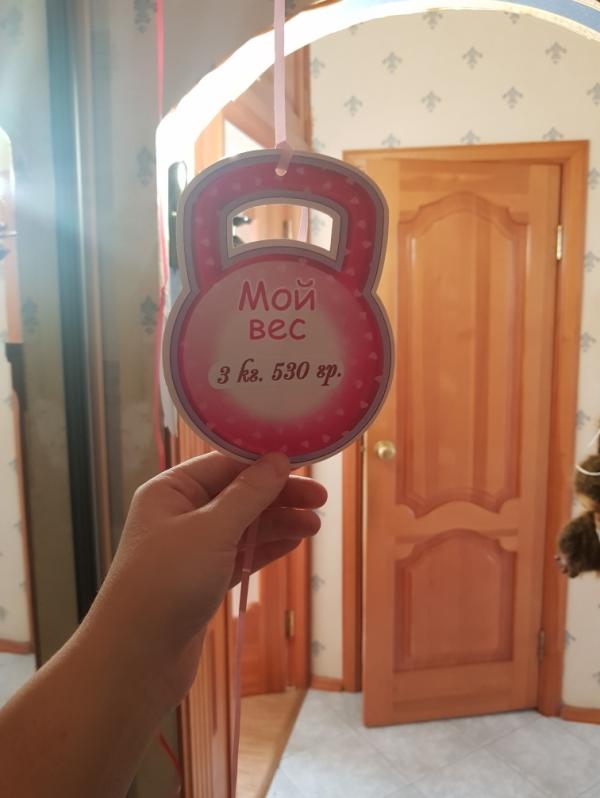 Мой
вес
3 кг. 530 гр.